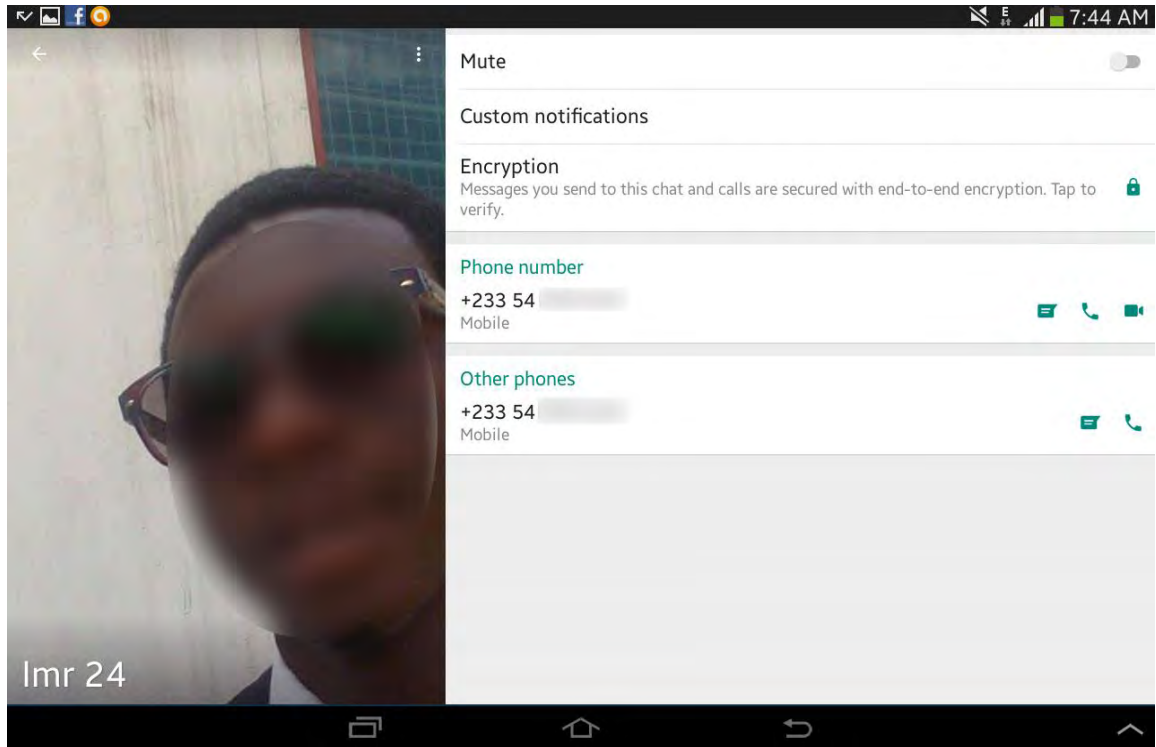 7:44 AM
Mute
Custom notifications
Encryption
Messages you send to this chat and calls are secured with end-to-end encryption. Tap to
verify.
Phone number
+233 54
Mobile
Other phones
+233 54
Mobile
lmr 24